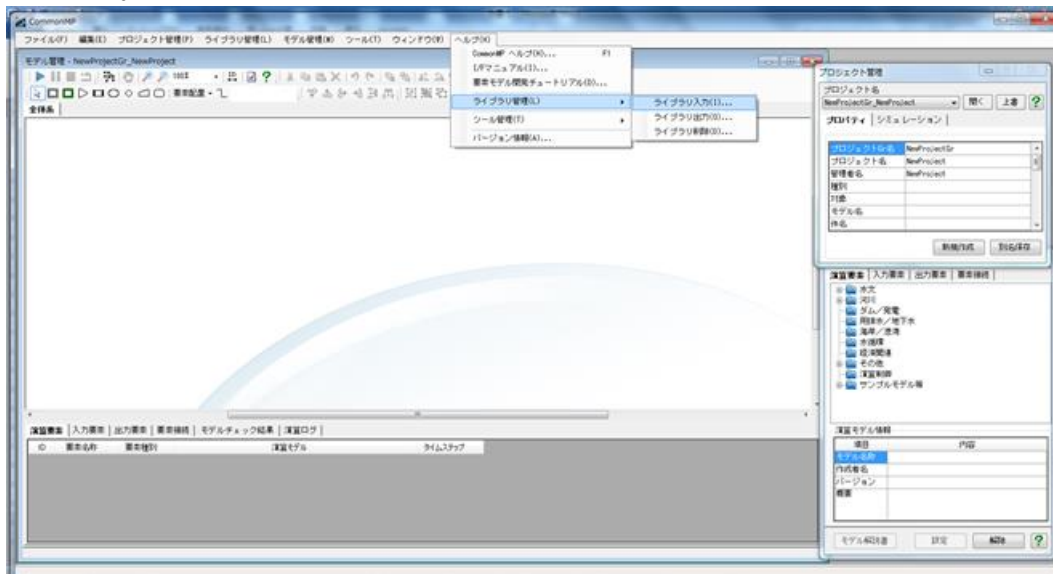 CommonMP
ファイル(F) 編集(E) プロジェクト管理(P) ライブラリ管理(L) モデル管理(M) ツール(T) ウィンドウ(W) ヘルプ(H)
モデル管理 - NewProjectGr_NewProject
要素配置
全体系
CommonMP ヘルプ(H)... F1
I/Fマニュアル(I)...
要素モデル開発チュートリアル(D)...
ライブラリ管理(L)
ツール管理(T)
バージョン情報(A)...
ライブラリ入力(I)...
ライブラリ出力(O)...
ライブラリ削除(D)...
プロジェクト管理
プロジェクト名
NewProjectGr_NewProject 開く 上書
プロパティ シミュレーション
プロジェクトGr名 NewProjectGr
プロジェクト名 NewProject
管理者名 NewProject
種別
対象
モデル名
件名
新規作成 別名保存
演算要素 入力要素 出力要素 要素接続
水文
河川
ダム/発電
用排水/地下水
海岸/港湾
水循環
経済関連
その他
演算制御
サンプルモデル等
演算要素 入力要素 出力要素 要素接続 モデルチェック結果 演算ログ
ID 要素名称 要素種別 演算モデル タイムステップ
演算モデル情報
項目 内容
モデル名称
作成者名
バージョン
概要
モデル解説書 設定 解除